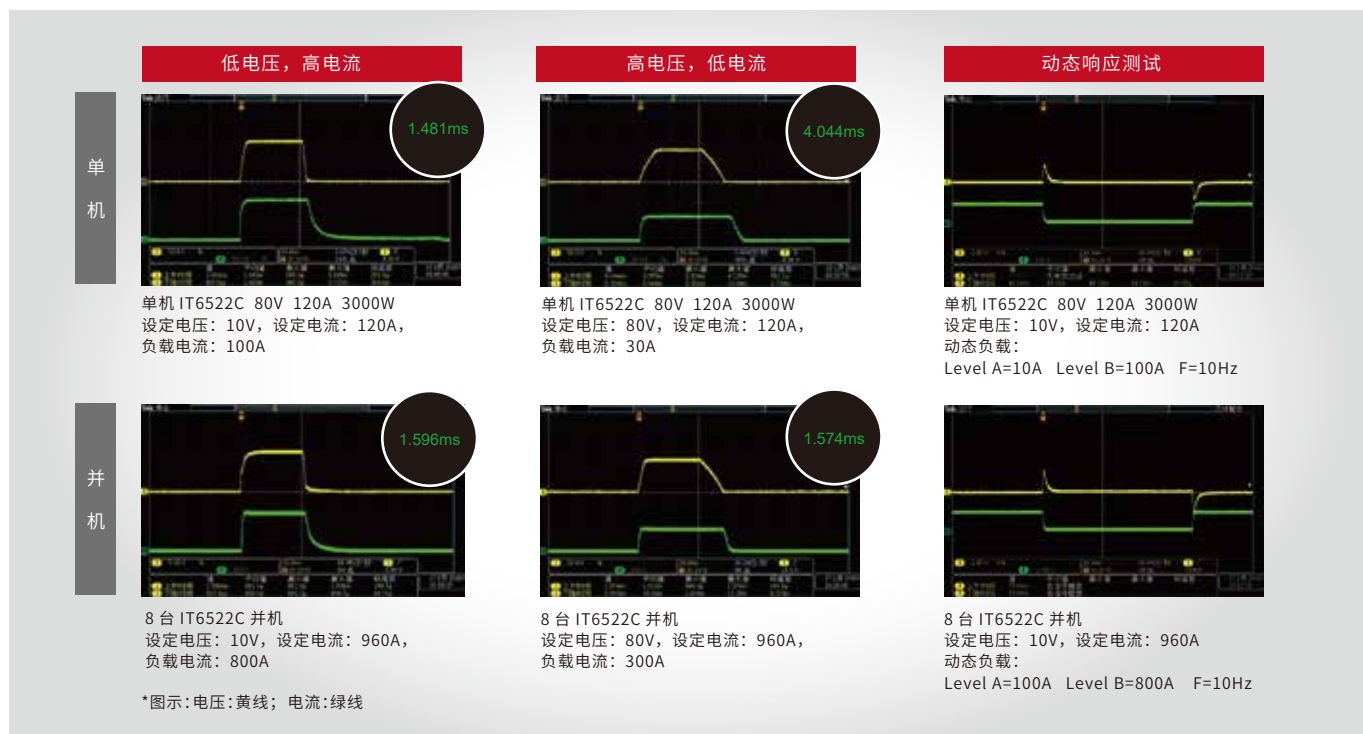 低电压，高电流
高电压，低电流
动态响应测试
单机
1.481ms
4.044ms
单机 IT6522C 80V 120A 3000W
设定电压：10V，设定电流：120A，
负载电流：100A
单机 IT6522C 80V 120A 3000W
设定电压：80V，设定电流：120A，
负载电流：30A
单机 IT6522C 80V 120A 3000W
设定电压：10V，设定电流：120A
动态负载：
Level A=10A Level B=100A F=10Hz
并机
1.596ms
1.574ms
8 台 IT6522C 并机
设定电压：10V，设定电流：960A，
负载电流：800A
8 台 IT6522C 并机
设定电压：80V，设定电流：960A，
负载电流：300A
8 台 IT6522C 并机
设定电压：10V，设定电流：960A
动态负载：
Level A=100A Level B=800A F=10Hz
*图示：电压：黄线；电流：绿线